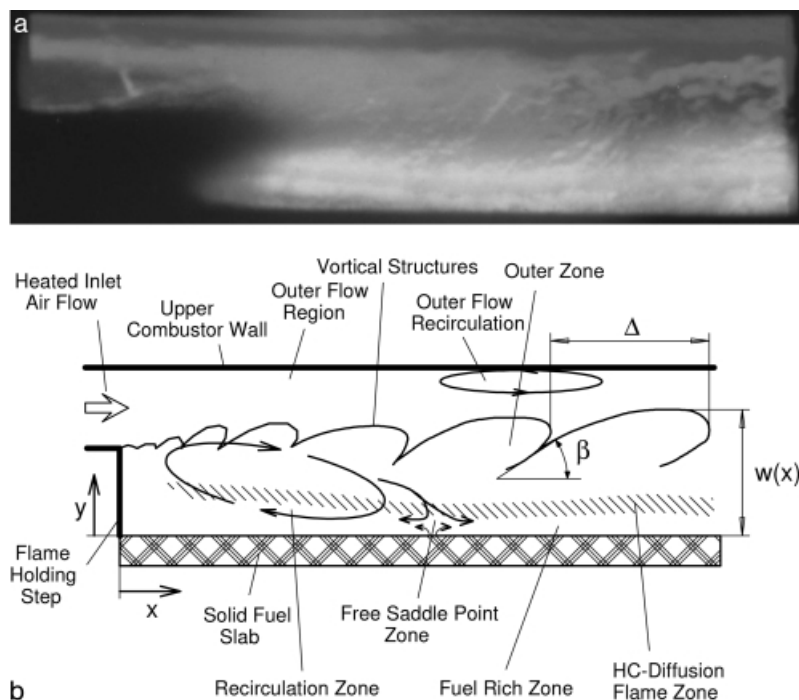 a
Vortical Structures
Heated Inlet
Air Flow
Upper
Combustor Wall
Outer Flow
Region
Outer Flow
Recirculation
Outer Zone
Δ
β
w(x)
y
x
Flame
Holding
Step
Solid Fuel
Slab
Free Saddle Point
Zone
Recirculation Zone
Fuel Rich Zone
HC-Diffusion
Flame Zone
b